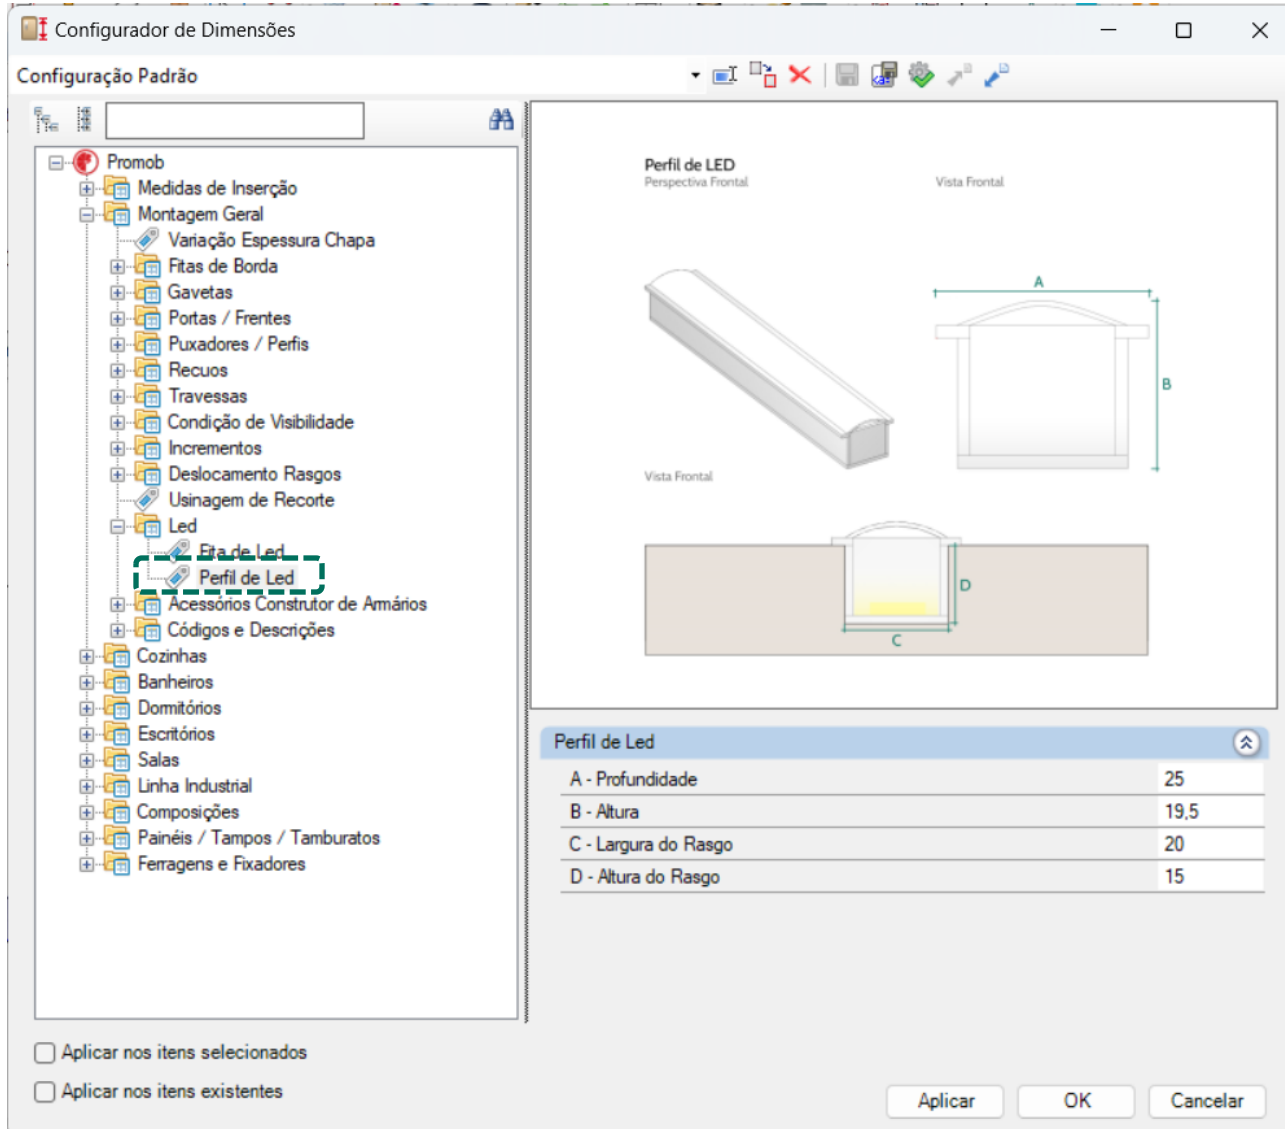 Configurador de Dimensões
Configuração Padrão
Promob
Medidas de Inserção
Montagem Geral
Variação Espessura Chapa
Fitas de Borda
Gavetas
Portas / Frentes
Puxadores / Perfis
Recuos
Travessas
Condição de Visibilidade
Incrementos
Deslocamento Rasgos
Usinagem de Recorte
Led
Fita de Led
Perfil de Led
Acessórios Construtor de Armários
Códigos e Descrições
Cozinhas
Banheiros
Dormitórios
Escritórios
Salas
Linha Industrial
Composições
Painéis / Tampos / Tamburatos
Ferragens e Fixadores
Aplicar nos itens selecionados
Aplicar nos itens existentes
Perfil de LED
Perspectiva Frontal
Vista Frontal
A
B
Vista Frontal
D
C
Perfil de Led
A - Profundidade 25
B - Altura 19,5
C - Largura do Rasgo 20
D - Altura do Rasgo 15
Aplicar
OK
Cancelar